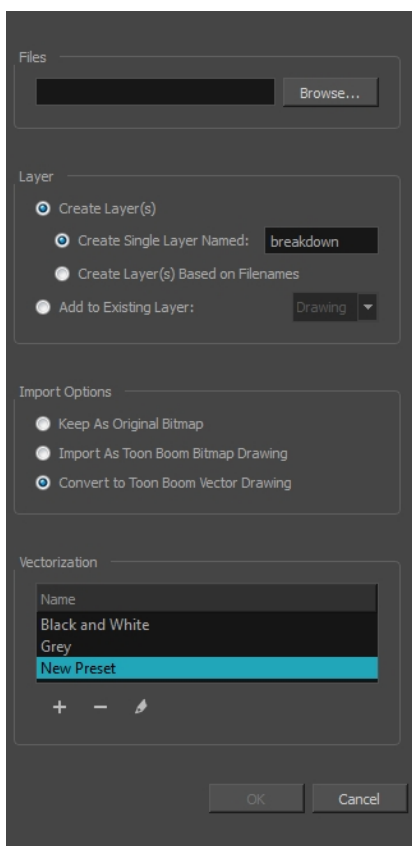 Files
Browse...
Layer
Create Layer(s)
Create Single Layer Named: breakdown
Create Layer(s) Based on Filenames
Add to Existing Layer: Drawing
Import Options
Keep As Original Bitmap
Import As Toon Boom Bitmap Drawing
Convert to Toon Boom Vector Drawing
Vectorization
Name
Black and White
Grey
New Preset
OK Cancel